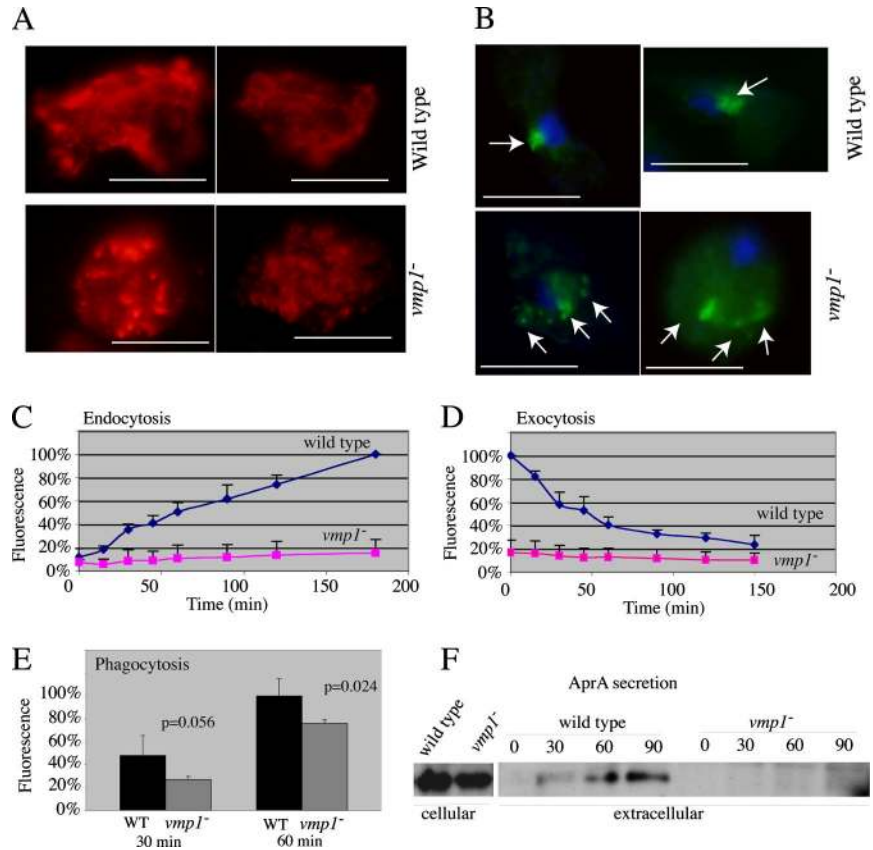 A
B
Wild type
Wild type
vmp1-
vmp1-
C Endocytosis
100%
80%
60%
40%
20%
0%
Fluorescence
wild type
vmp1-
0 50 100 150 200
Time (min)
D Exocytosis
100%
80%
60%
40%
20%
0%
Fluorescence
wild type
vmp1-
0 50 100 150 200
Time (min)
E Phagocytosis
100%
80%
60%
40%
20%
0%
Fluorescence
p=0.056
p=0.024
WT vmp1- WT vmp1-
30 min 60 min
F
AprA secretion
wild type vmp1- wild type vmp1-
0 30 60 90 0 30 60 90
cellular extracellular